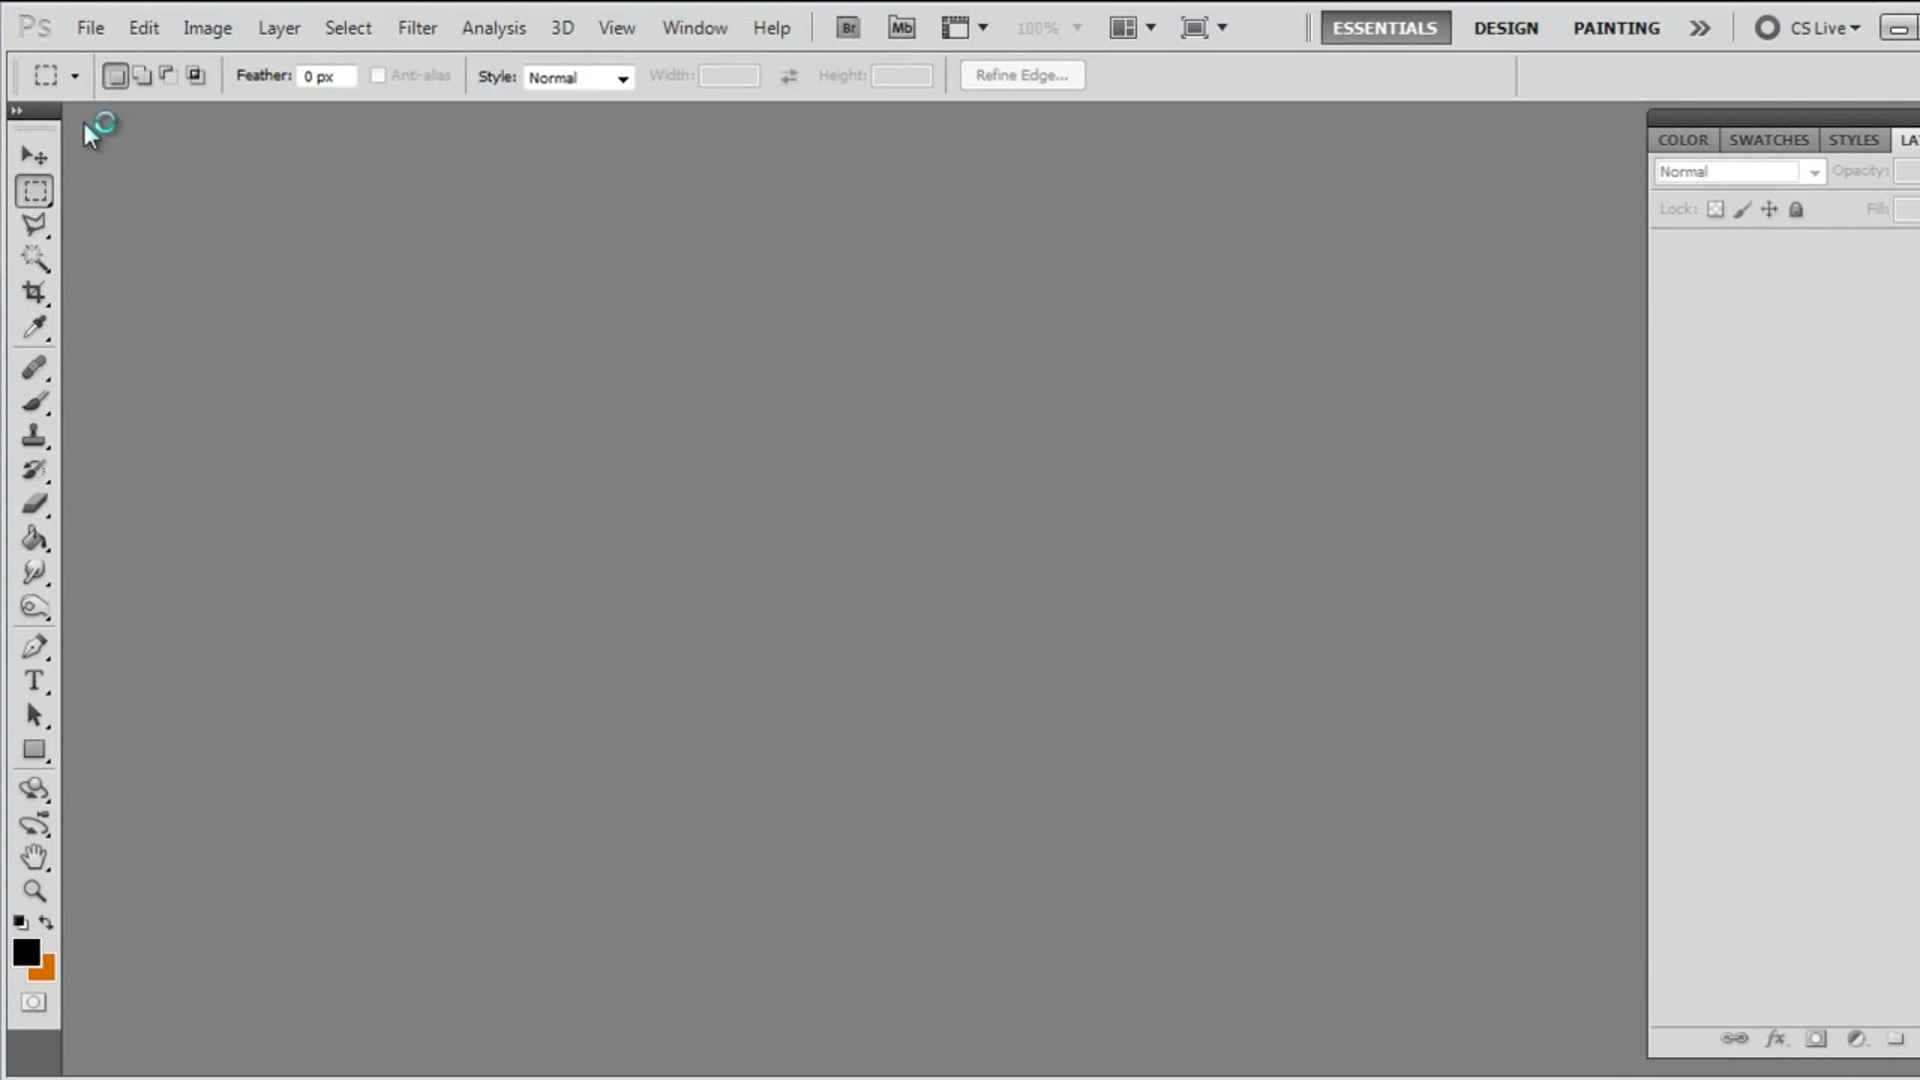 Ps File Edit Image Layer Select Filter Analysis 3D View Window Help Br Mb 100% ESSENTIALS DESIGN PAINTING CS Live
Feather: 0 px Anti-alias Style: Normal Width: Height: Refine Edge...
COLOR SWATCHES STYLES LA
Normal Opacity:
Lock: Fill:
T
fx